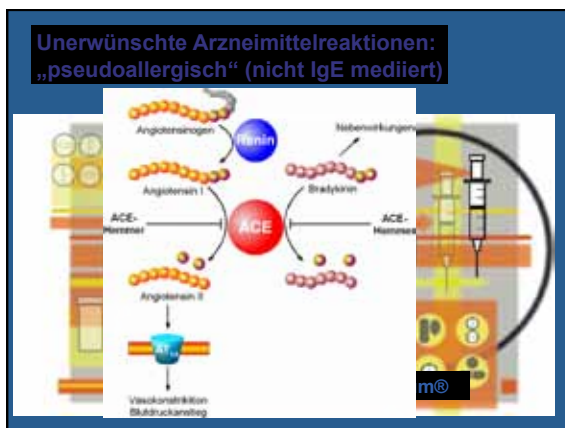 Unerwünschte Arzneimittelreaktionen:
„pseudoallergisch“ (nicht IgE mediiert)
Angiotensinogen
Renin
Nebenwirkungen
Angiotensin I
Bradykinin
ACE-
Hemmer
ACE
ACE-
Hemmer
Angiotensin II
Vasokonstriktion
Blutdruckanstieg
m®